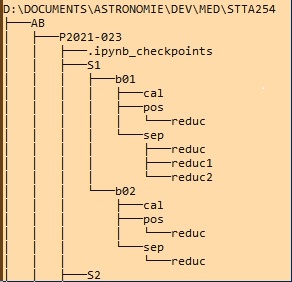 D:\DOCUMENTS\ASTRONOMIE\DEV\MED\STTA254
AB
P2021-023
.ipynb_checkpoints
S1
b01
cal
pos
reduc
sep
reduc
reduc1
reduc2
b02
cal
pos
reduc
sep
reduc
S2